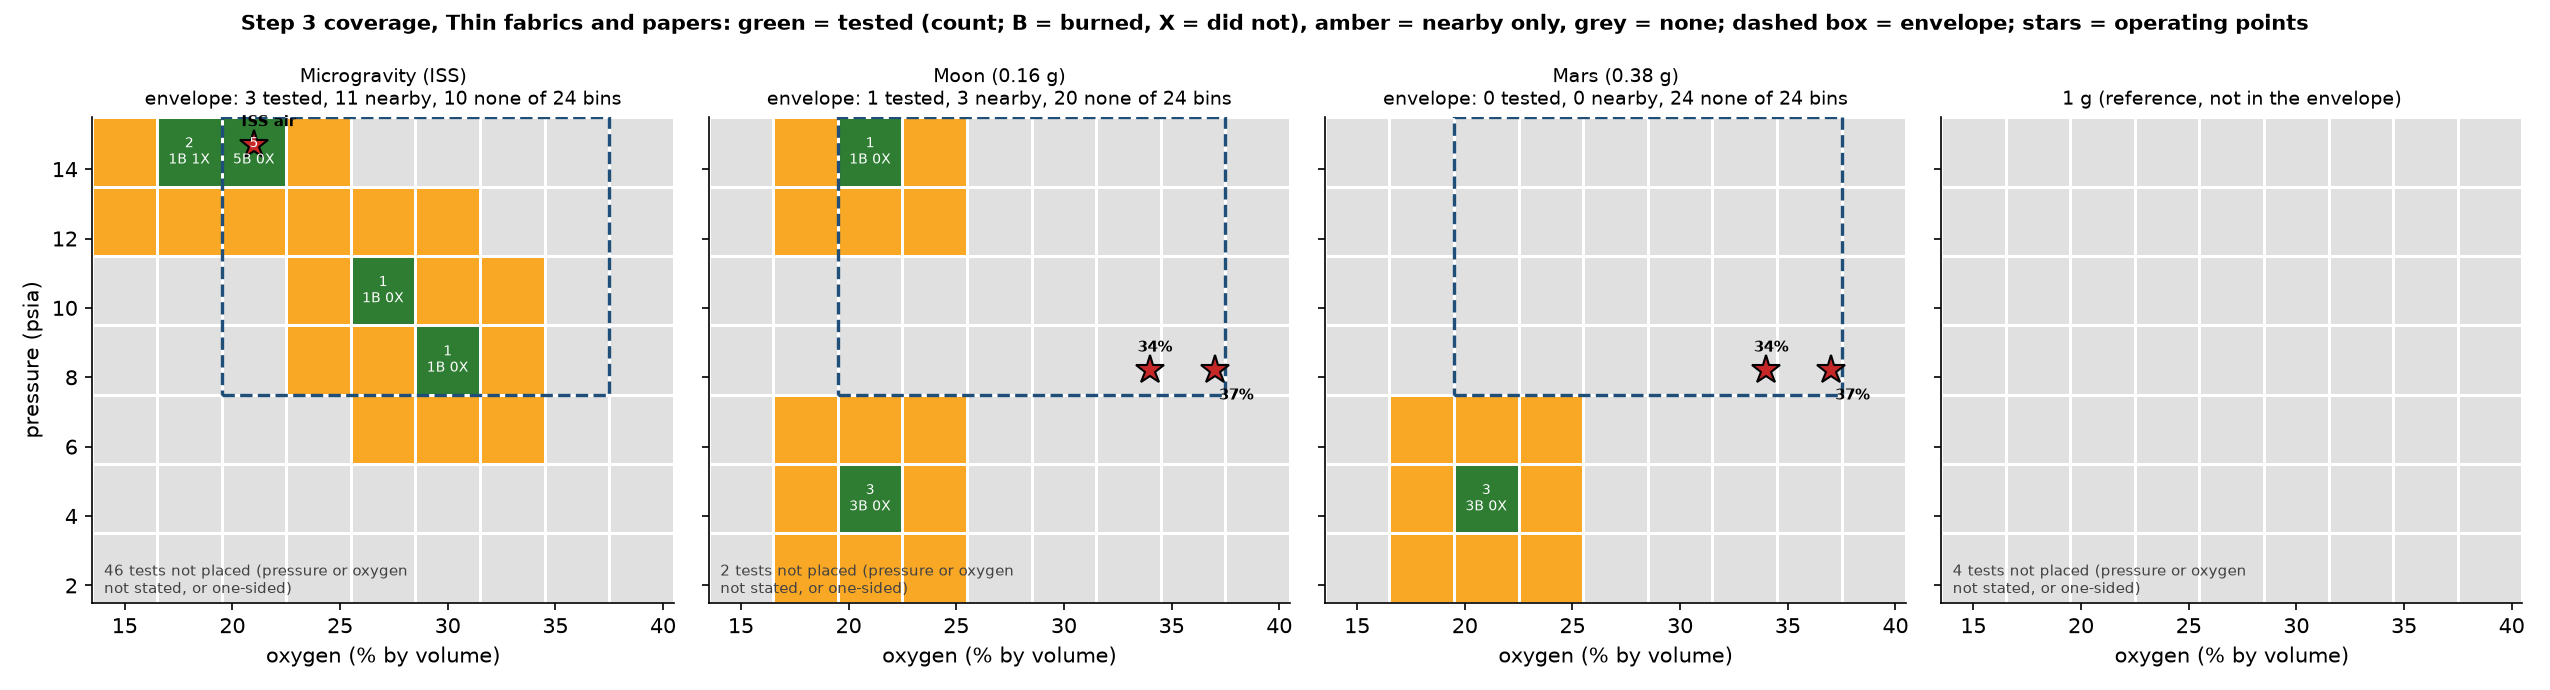 Step 3 coverage, Thin fabrics and papers: green = tested (count; B = burned, X = did not), amber = nearby only, grey = none; dashed box = envelope; stars = operating points
Microgravity (ISS)
envelope: 3 tested, 11 nearby, 10 none of 24 bins
ISS air
2
1B 1X
5
5B 0X
1
1B 0X
1
1B 0X
46 tests not placed (pressure or oxygen
not stated, or one-sided)
14
12
10
8
6
4
2
pressure (psia)
15 20 25 30 35 40
oxygen (% by volume)
Moon (0.16 g)
envelope: 1 tested, 3 nearby, 20 none of 24 bins
1
1B 0X
34%
37%
3
3B 0X
2 tests not placed (pressure or oxygen
not stated, or one-sided)
15 20 25 30 35 40
oxygen (% by volume)
Mars (0.38 g)
envelope: 0 tested, 0 nearby, 24 none of 24 bins
34%
37%
3
3B 0X
15 20 25 30 35 40
oxygen (% by volume)
1 g (reference, not in the envelope)
4 tests not placed (pressure or oxygen
not stated, or one-sided)
15 20 25 30 35 40
oxygen (% by volume)